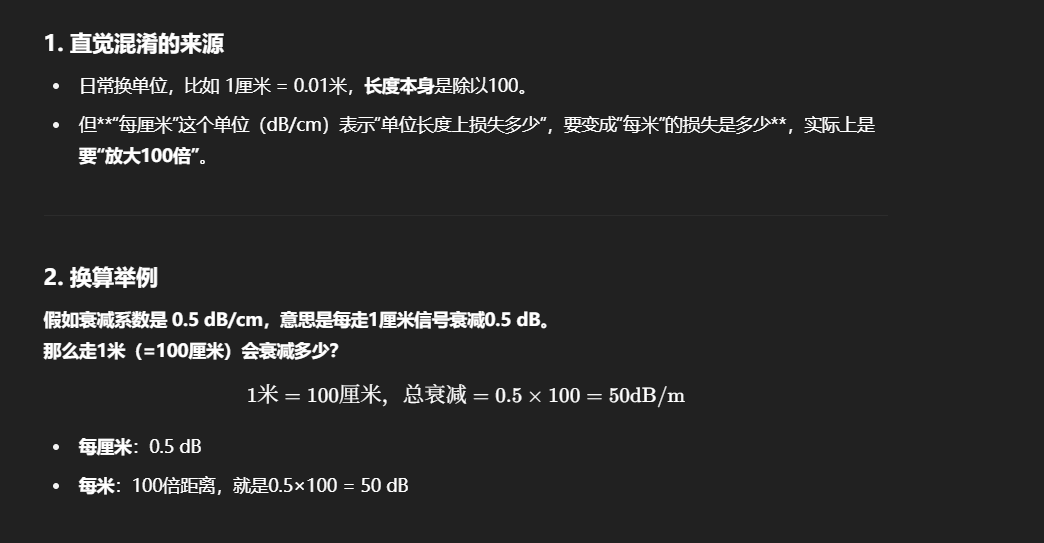 1. 直觉混淆的来源
• 日常换单位，比如 1厘米 = 0.01米，长度本身是除以100。
• 但**"每厘米"这个单位（dB/cm）表示"单位长度上损失多少"，要变成"每米"的损失是多少**，实际上是
要“放大100倍”。
2. 换算举例
假如衰减系数是 0.5 dB/cm，意思是每走1厘米信号衰减0.5 dB。
那么走1米（=100厘米）会衰减多少？
1米 = 100厘米，总衰减 = 0.5 × 100 = 50dB/m
• 每厘米：0.5 dB
• 每米：100倍距离，就是0.5×100 = 50 dB